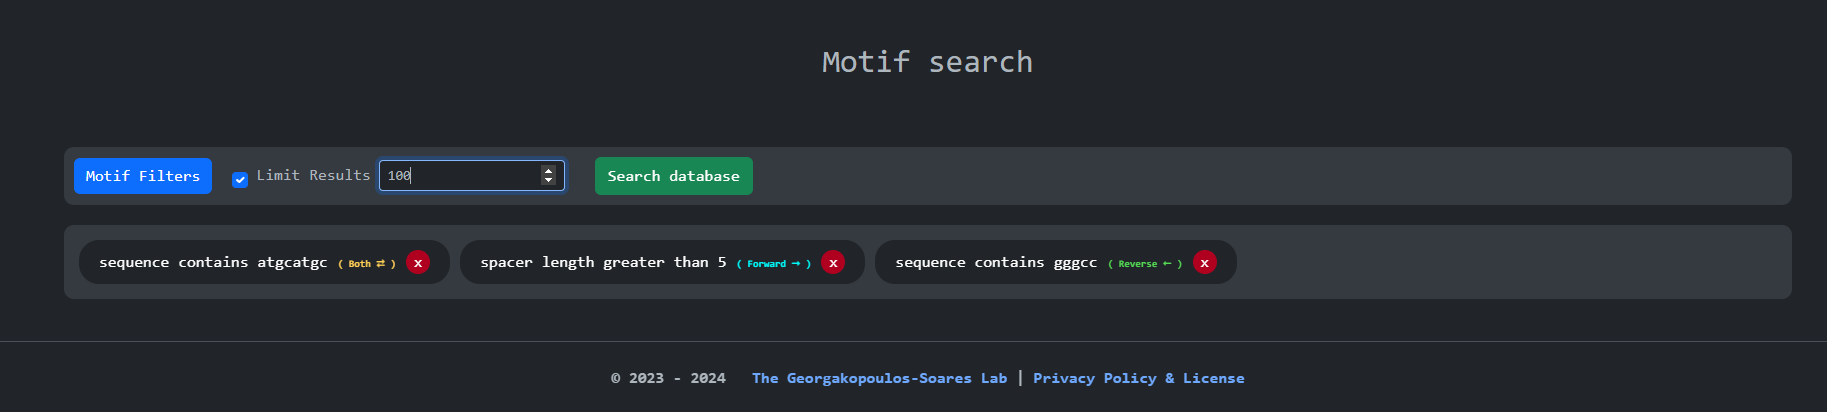 Motif search
Motif Filters Limit Results 100 Search database
sequence contains atgcatgc ( Both ⇄ ) x spacer length greater than 5 ( Forward → ) x sequence contains gggcc ( Reverse ← ) x
© 2023 - 2024 The Georgakopoulos-Soares Lab | Privacy Policy & License